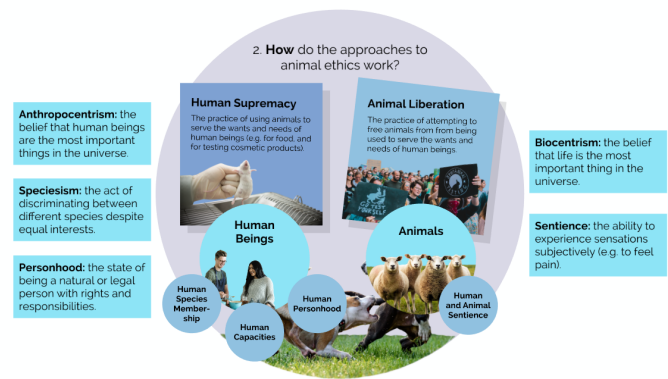 2. How do the approaches to
animal ethics work?
Anthropocentrism: the
belief that human beings
are the most important
things in the universe.
Speciesism: the act of
discriminating between
different species despite
equal interests.
Personhood: the state of
being a natural or legal
person with rights and
responsibilities.
Human Supremacy
The practice of using animals to
serve the wants and needs of
human beings (e.g. for food, and
for testing cosmetic products).
Animal Liberation
The practice of attempting to
free animals from from being
used to serve the wants and
needs of human beings.
GO TEST
YOURSELF
Human
Beings
Animals
Human
Species
Member-
ship
Human
Capacities
Human
Personhood
Human
and Animal
Sentience
Biocentrism: the belief
that life is the most
important thing in the
universe.
Sentience: the ability to
experience sensations
subjectively (e.g. to feel
pain).